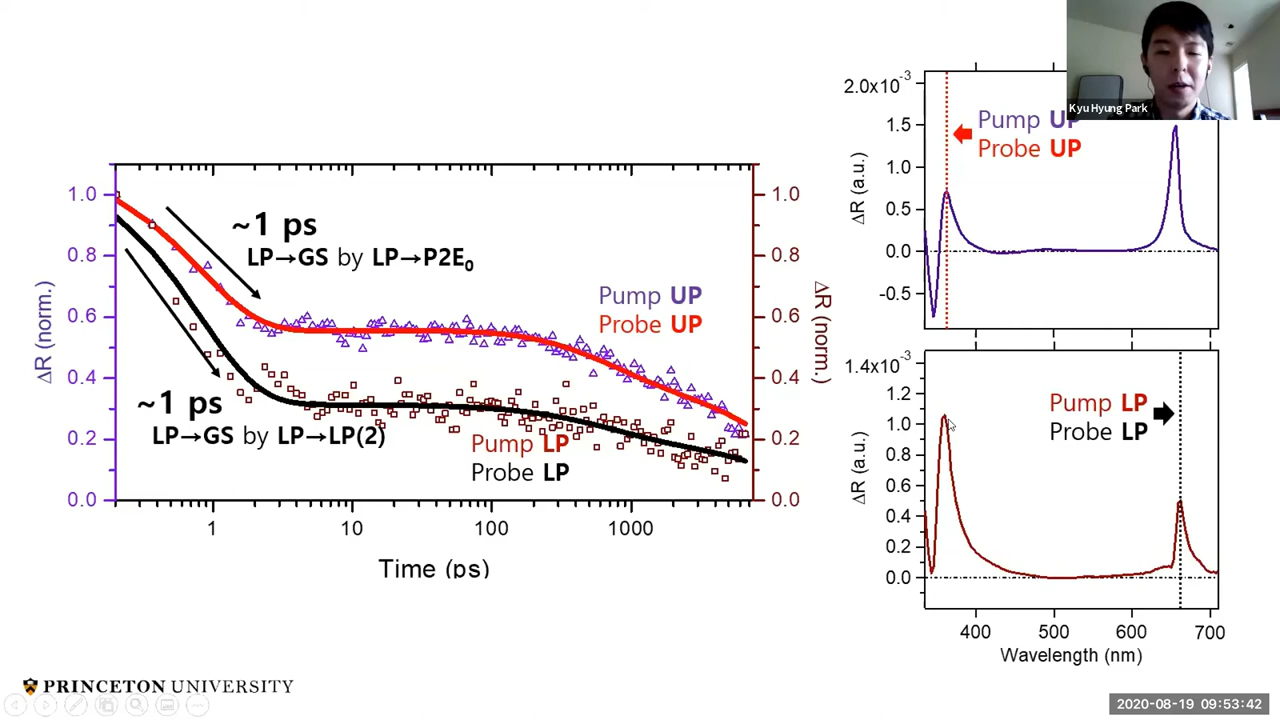 Kyu Hyung Park
2.0x10-3
1.5
1.0
0.5
0.0
-0.5
ΔR (a.u.)
Pump UP
Probe UP
1.0
0.8
0.6
0.4
0.2
0.0
ΔR (norm.)
~1 ps
LP→GS by LP→P2E0
Pump UP
Probe UP
~1 ps
LP→GS by LP→LP(2)
Pump LP
Probe LP
1.0
0.8
0.6
0.4
0.2
0.0
ΔR (norm.)
1
10
100
1000
Time (ps)
1.4x10-3
1.2
1.0
0.8
0.6
0.4
0.2
0.0
ΔR (a.u.)
Pump LP
Probe LP
400
500
600
700
Wavelength (nm)
PRINCETON UNIVERSITY
2020-08-19 09:53:42